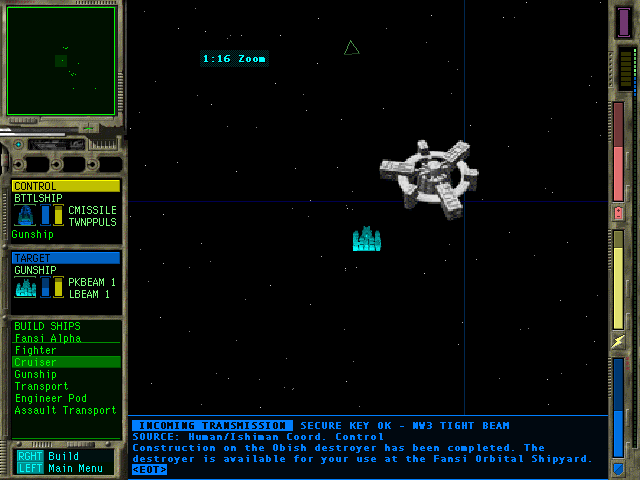 1:16 Zoom
CONTROL
BTTLSHIP
CMISSILE
TWNPPULS
Gunship
TARGET
GUNSHIP
PKBEAM 1
LBEAM 1
BUILD SHIPS
Fansi Alpha
Fighter
Cruiser
Gunship
Transport
Engineer Pod
Assault Transport
RGHT Build
LEFT Main Menu
INCOMING TRANSMISSION SECURE KEY OK - NW3 TIGHT BEAM
SOURCE: Human/Ishiman Coord. Control
Construction on the Obish destroyer has been completed. The
destroyer is available for your use at the Fansi Orbital Shipyard.
<EOT>